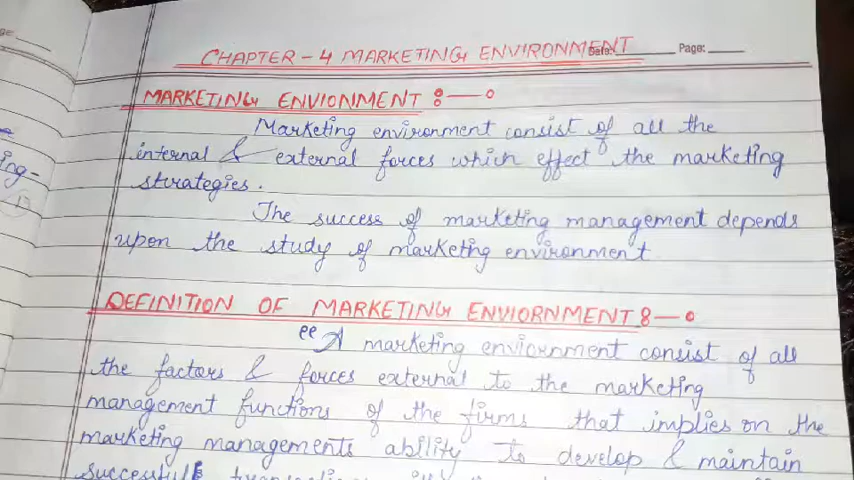 CHAPTER-4 MARKETING ENVIRONMENT Date: Page:
MARKETING ENVIONMENT :—
Marketing environment consist of all the
internal & external forces which effect the marketing
strategies.
The success of marketing management depends
upon the study of marketing environment
DEFINITION OF MARKETING ENVIORNMENT :—
"A marketing enviornment consist of all
the factors & forces external to the marketing
management functions of the firms that implies on the
marketing managements ability to develop & maintain
successful